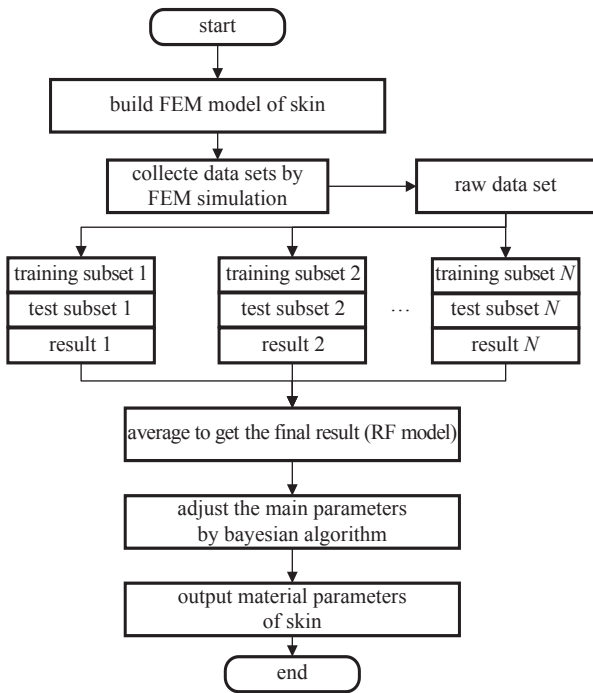 start
build FEM model of skin
collecte data sets by
FEM simulation
raw data set
training subset 1
test subset 1
result 1
training subset 2
test subset 2
result 2
…
training subset N
test subset N
result N
average to get the final result (RF model)
adjust the main parameters
by bayesian algorithm
output material parameters
of skin
end